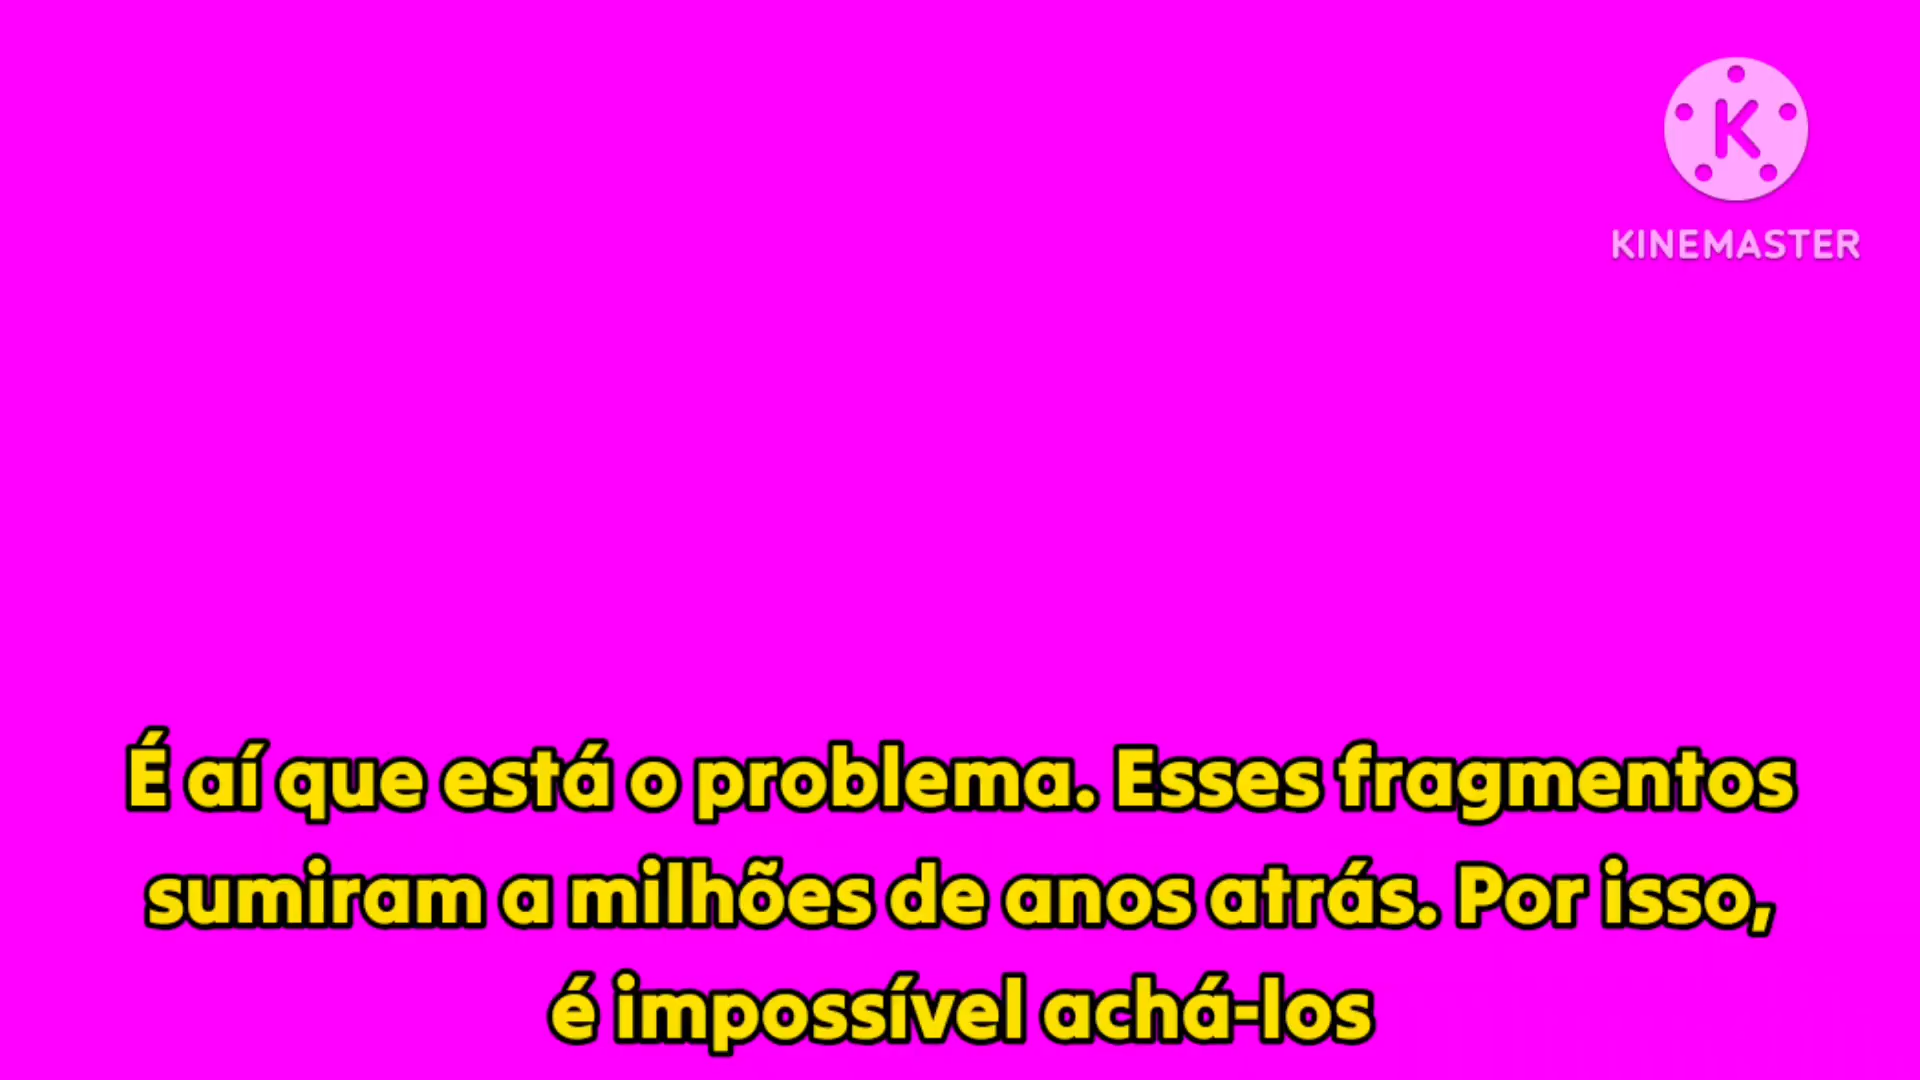 K
KINEMASTER
É aí que está o problema. Esses fragmentos
sumiram a milhões de anos atrás. Por isso,
é impossível achá-los